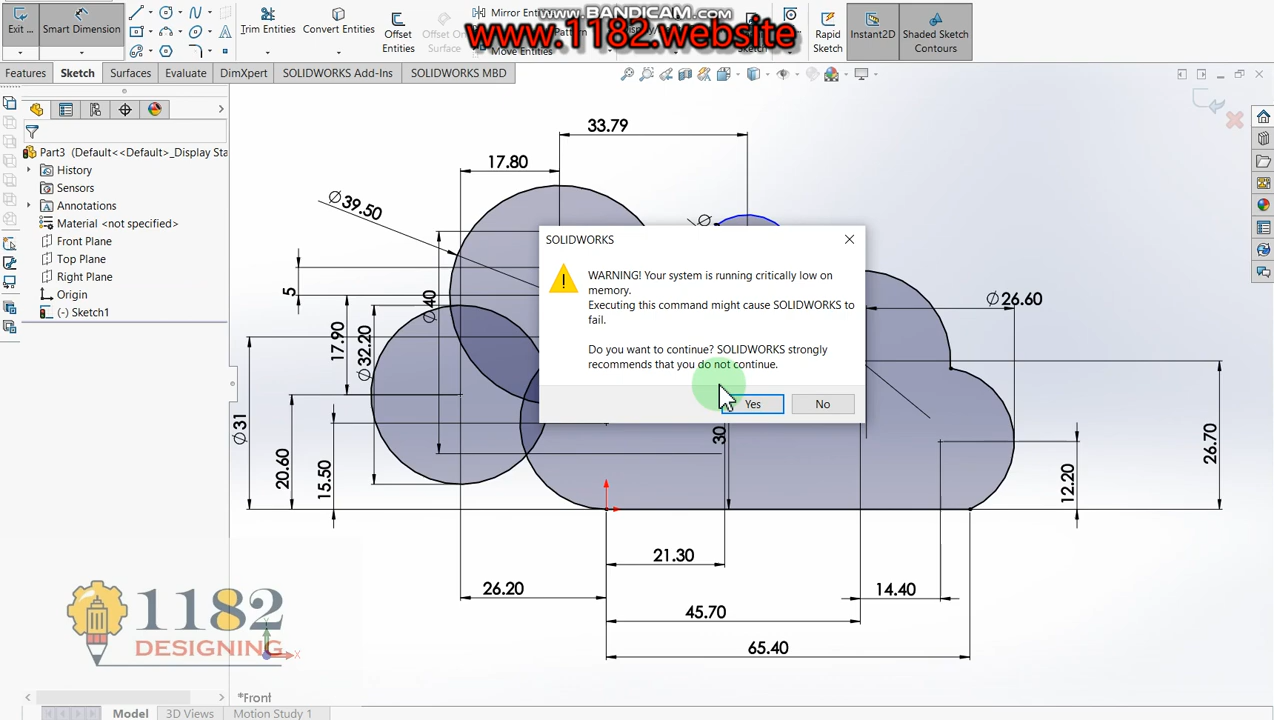 www.BANDICAM.com
www.1182.website
Exit ...
Smart Dimension
Trim Entities
Convert Entities
Offset Entities
Offset On Surface
Mirror Entities
Move Entities
Rapid Sketch
Instant2D
Shaded Sketch Contours
Features
Sketch
Surfaces
Evaluate
DimXpert
SOLIDWORKS Add-Ins
SOLIDWORKS MBD
Part3 (Default<<Default>_Display Sta
History
Sensors
Annotations
Material <not specified>
Front Plane
Top Plane
Right Plane
Origin
(-) Sketch1
33.79
17.80
Ø39.50
Ø
5
Ø40
17.90
Ø32.20
Ø31
20.60
15.50
Ø26.60
30
26.70
12.20
21.30
26.20
14.40
45.70
65.40
SOLIDWORKS
WARNING! Your system is running critically low on
memory.
Executing this command might cause SOLIDWORKS to
fail.
Do you want to continue? SOLIDWORKS strongly
recommends that you do not continue.
Yes
No
1182
DESIGNING
Y
X
*Front
Model
3D Views
Motion Study 1